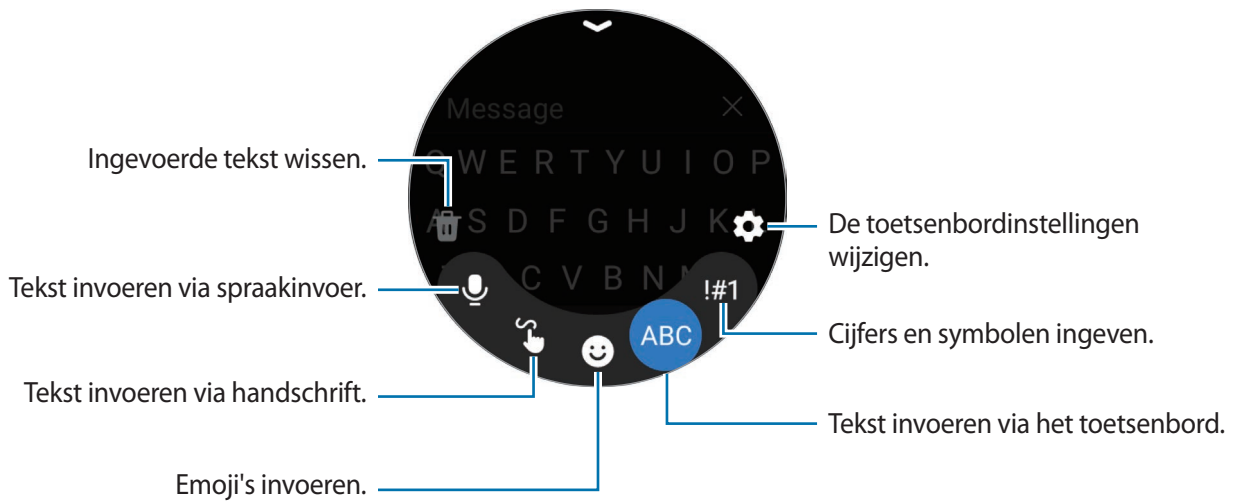 Message
Q W E R T Y U I O P
Ingevoerde tekst wissen.
A S D F G H J K L
De toetsenbordinstellingen
wijzigen.
Tekst invoeren via spraakinvoer.
C V B N M
!#1
ABC
Cijfers en symbolen ingeven.
Tekst invoeren via handschrift.
Tekst invoeren via het toetsenbord.
Emoji's invoeren.